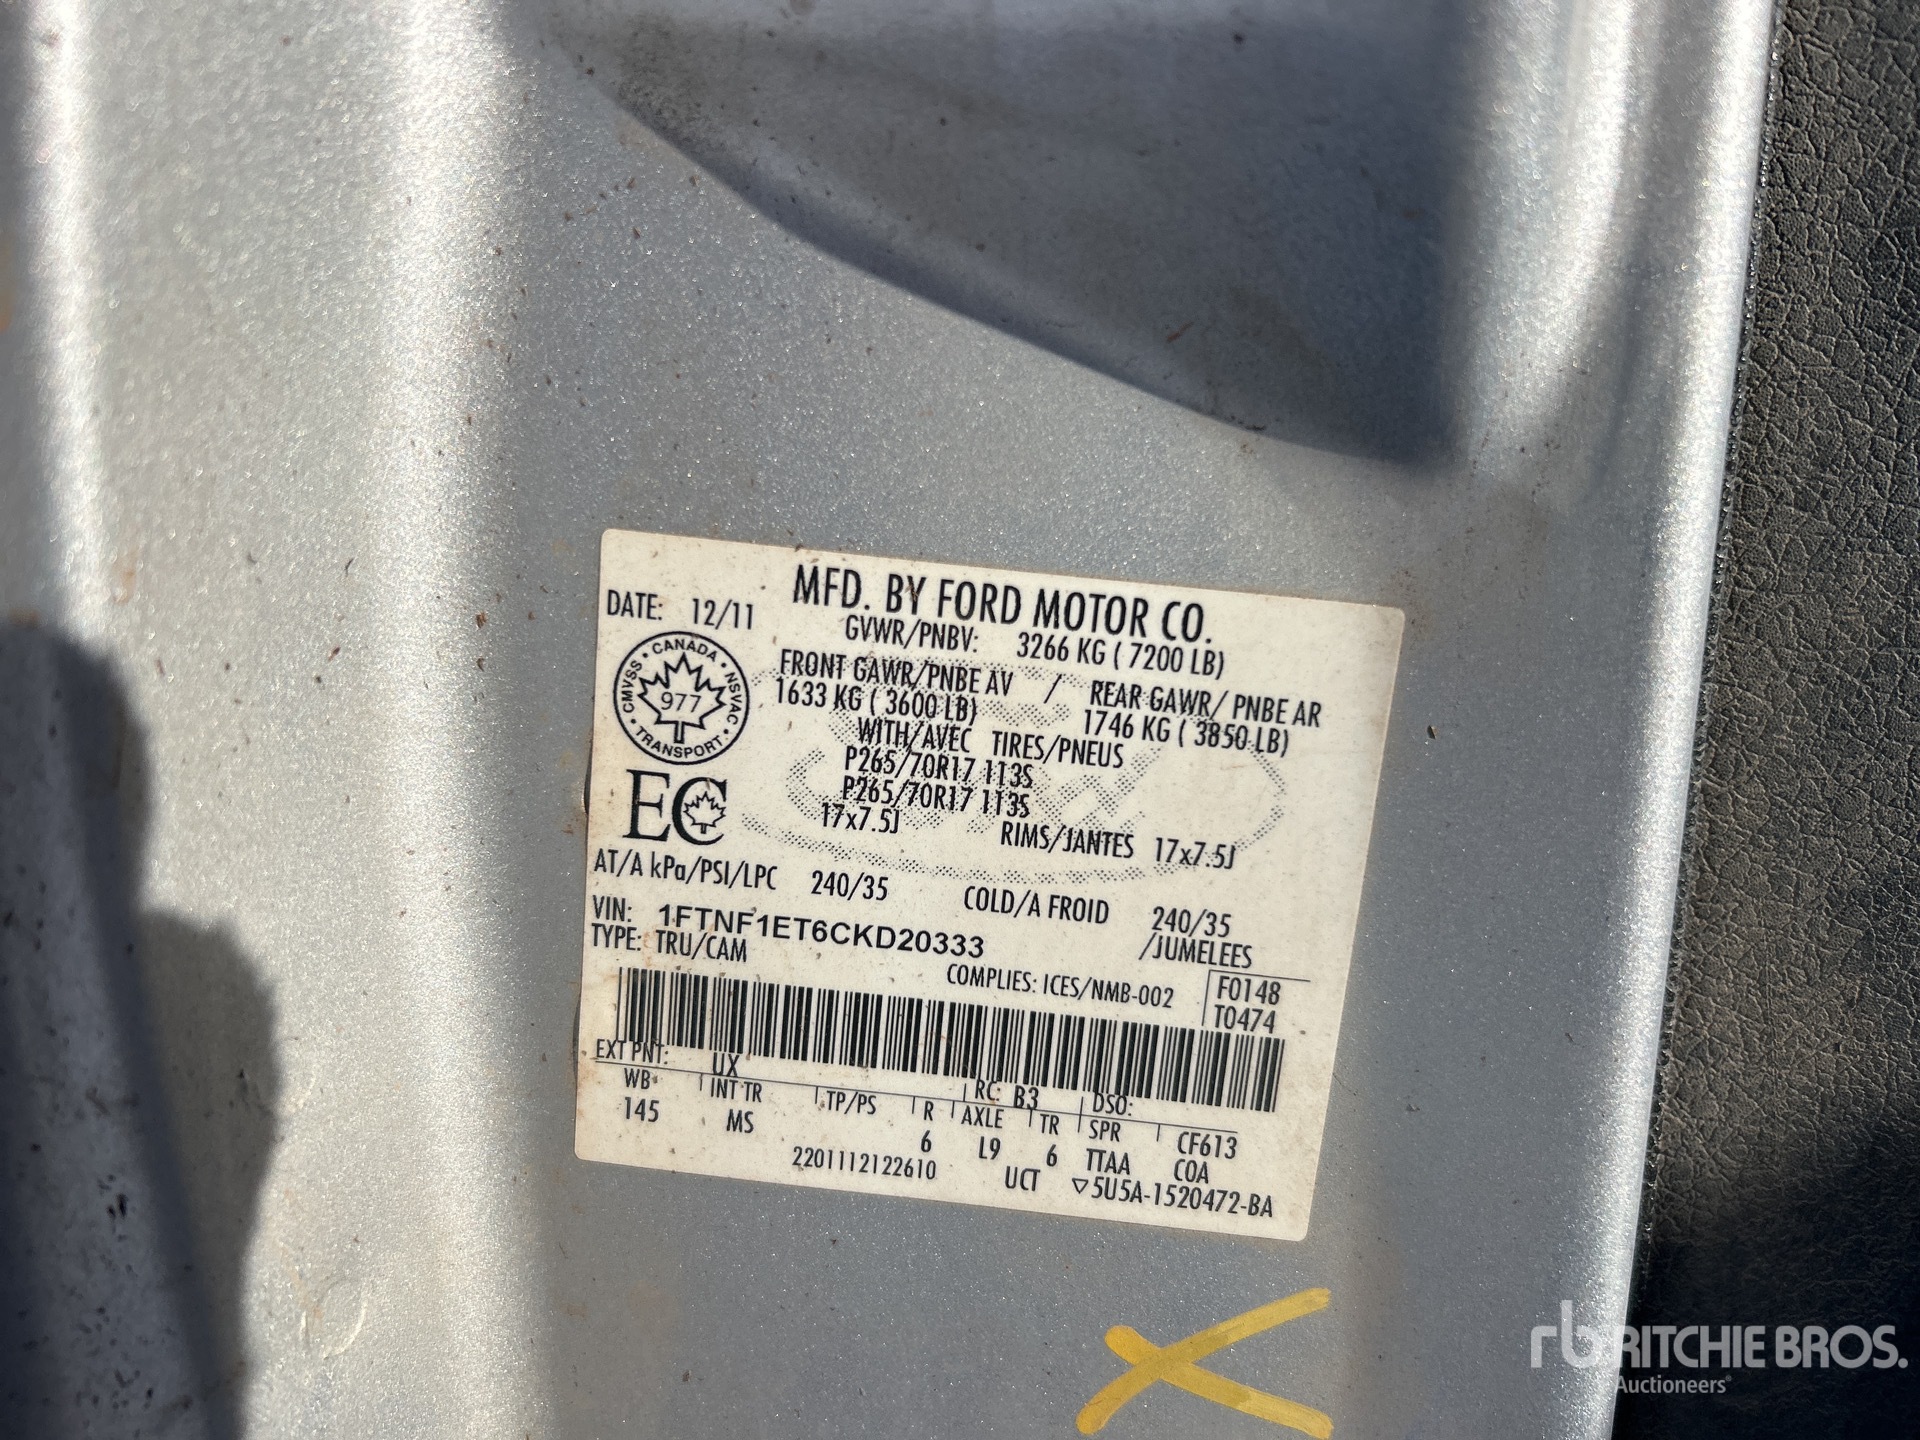 MFD. BY FORD MOTOR CO.
DATE: 12/11
GVWR/PNBV: 3266 KG ( 7200 LB)
FRONT GAWR/PNBE AV / REAR GAWR/ PNBE AR
1633 KG ( 3600 LB) 1746 KG ( 3850 LB)
WITH/AVEC TIRES/PNEUS
P265/70R17 113S
P265/70R17 113S
17x7.5J RIMS/JANTES 17x7.5J
CANADA · NSVAC · TRANSPORT · CMVSS ·
977
EC
AT/A kPa/PSI/LPC 240/35 COLD/A FROID 240/35
VIN: 1FTNF1ET6CKD20333 /JUMELEES
TYPE: TRU/CAM
COMPLIES: ICES/NMB-002 F0148
T0474
EXT PNT: UX RC: B3 DSO:
WB INT TR TP/PS R AXLE TR SPR CF613
145 MS 6 L9 6 TTAA COA
2201112122610 UCT ▽5U5A-1520472-BA
rb RITCHIE BROS.
Auctioneers